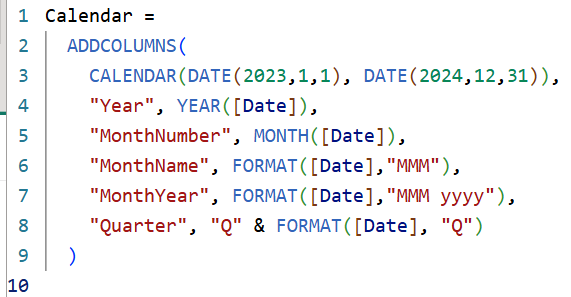 1 Calendar =
2 ADDCOLUMNS(
3 CALENDAR(DATE(2023,1,1), DATE(2024,12,31)),
4 "Year", YEAR([Date]),
5 "MonthNumber", MONTH([Date]),
6 "MonthName", FORMAT([Date],"MMM"),
7 "MonthYear", FORMAT([Date],"MMM yyyy"),
8 "Quarter", "Q" & FORMAT([Date], "Q")
9 )
10